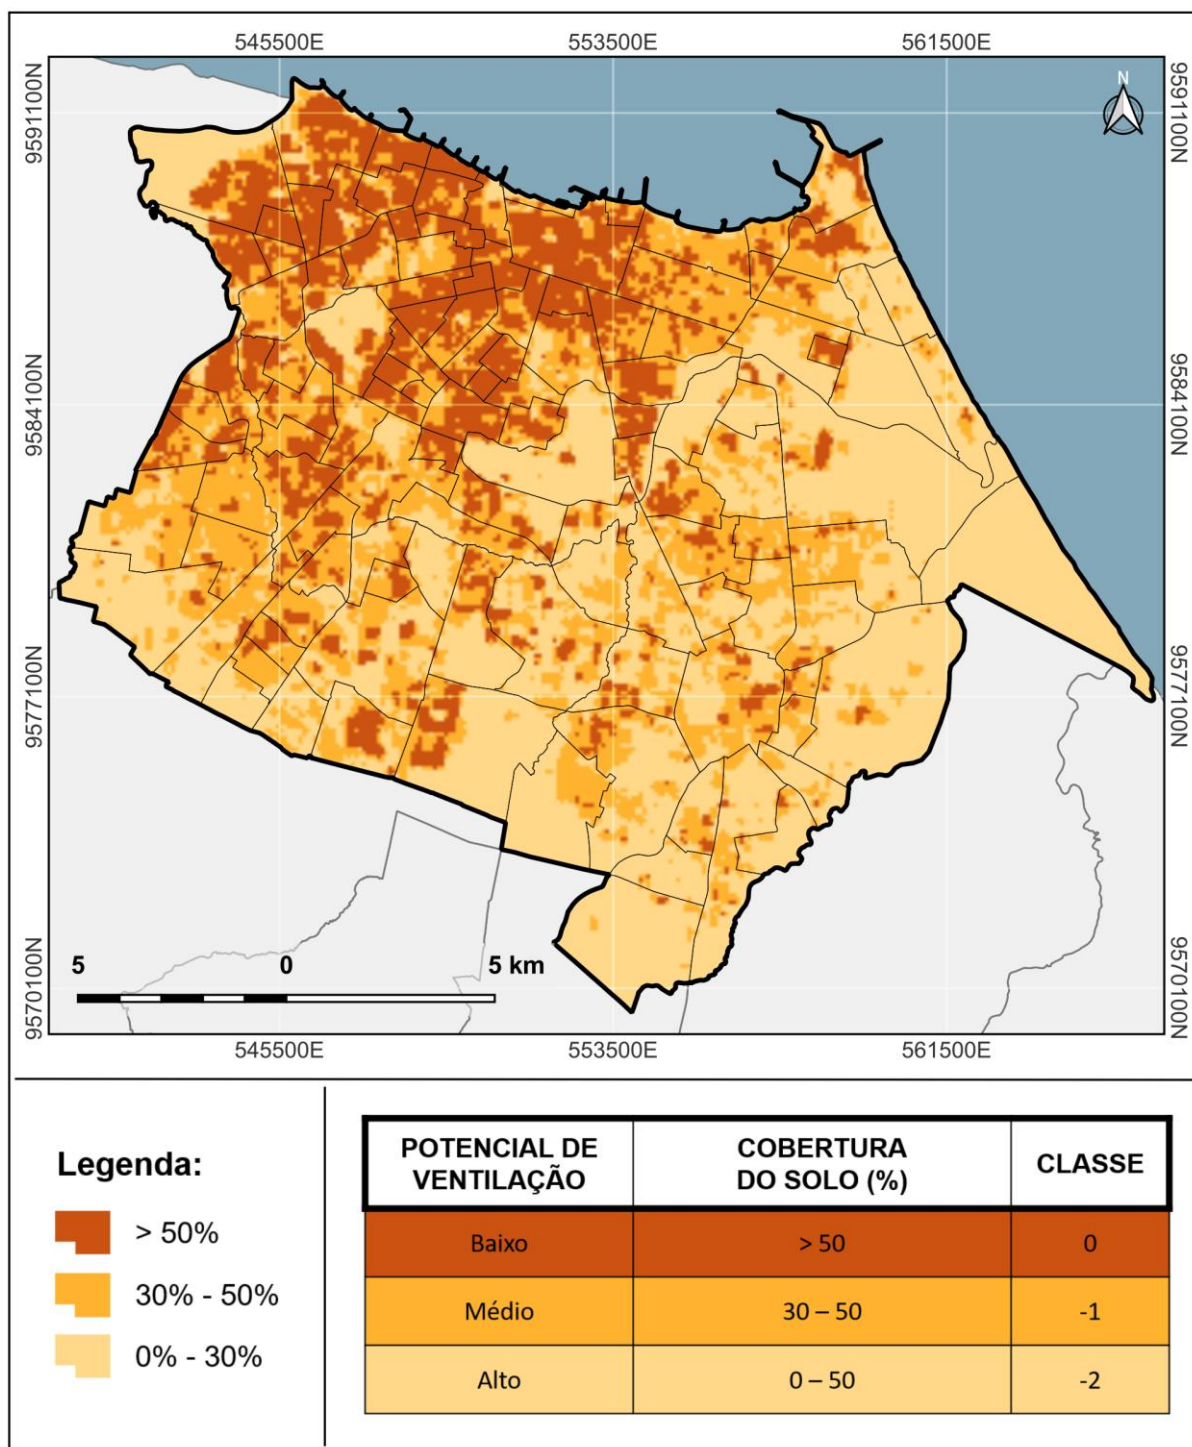 545500E
553500E
561500E
9591100N
9591100N
N
9584100N
9584100N
9577100N
9577100N
9570100N
9570100N
5
0
5 km
545500E
553500E
561500E
Legenda:
> 50%
30% - 50%
0% - 30%
POTENCIAL DE
VENTILAÇÃO
COBERTURA
DO SOLO (%)
CLASSE
Baixo
> 50
0
Médio
30 – 50
-1
Alto
0 – 50
-2